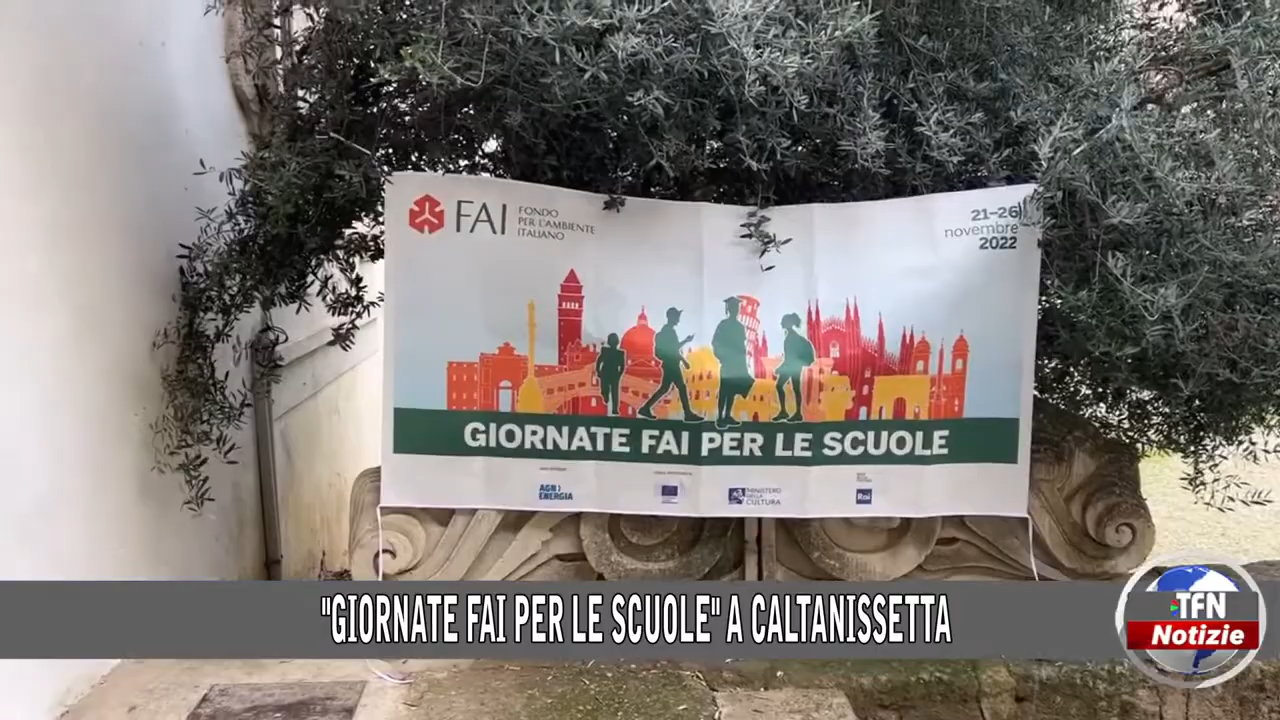 FAI
FONDO
PER L'AMBIENTE
ITALIANO
21–26
novembre
2022
GIORNATE FAI PER LE SCUOLE
AGN
ENERGIA
MINISTERO
DELLA
CULTURA
Rai
"GIORNATE FAI PER LE SCUOLE" A CALTANISSETTA
TFN
Notizie